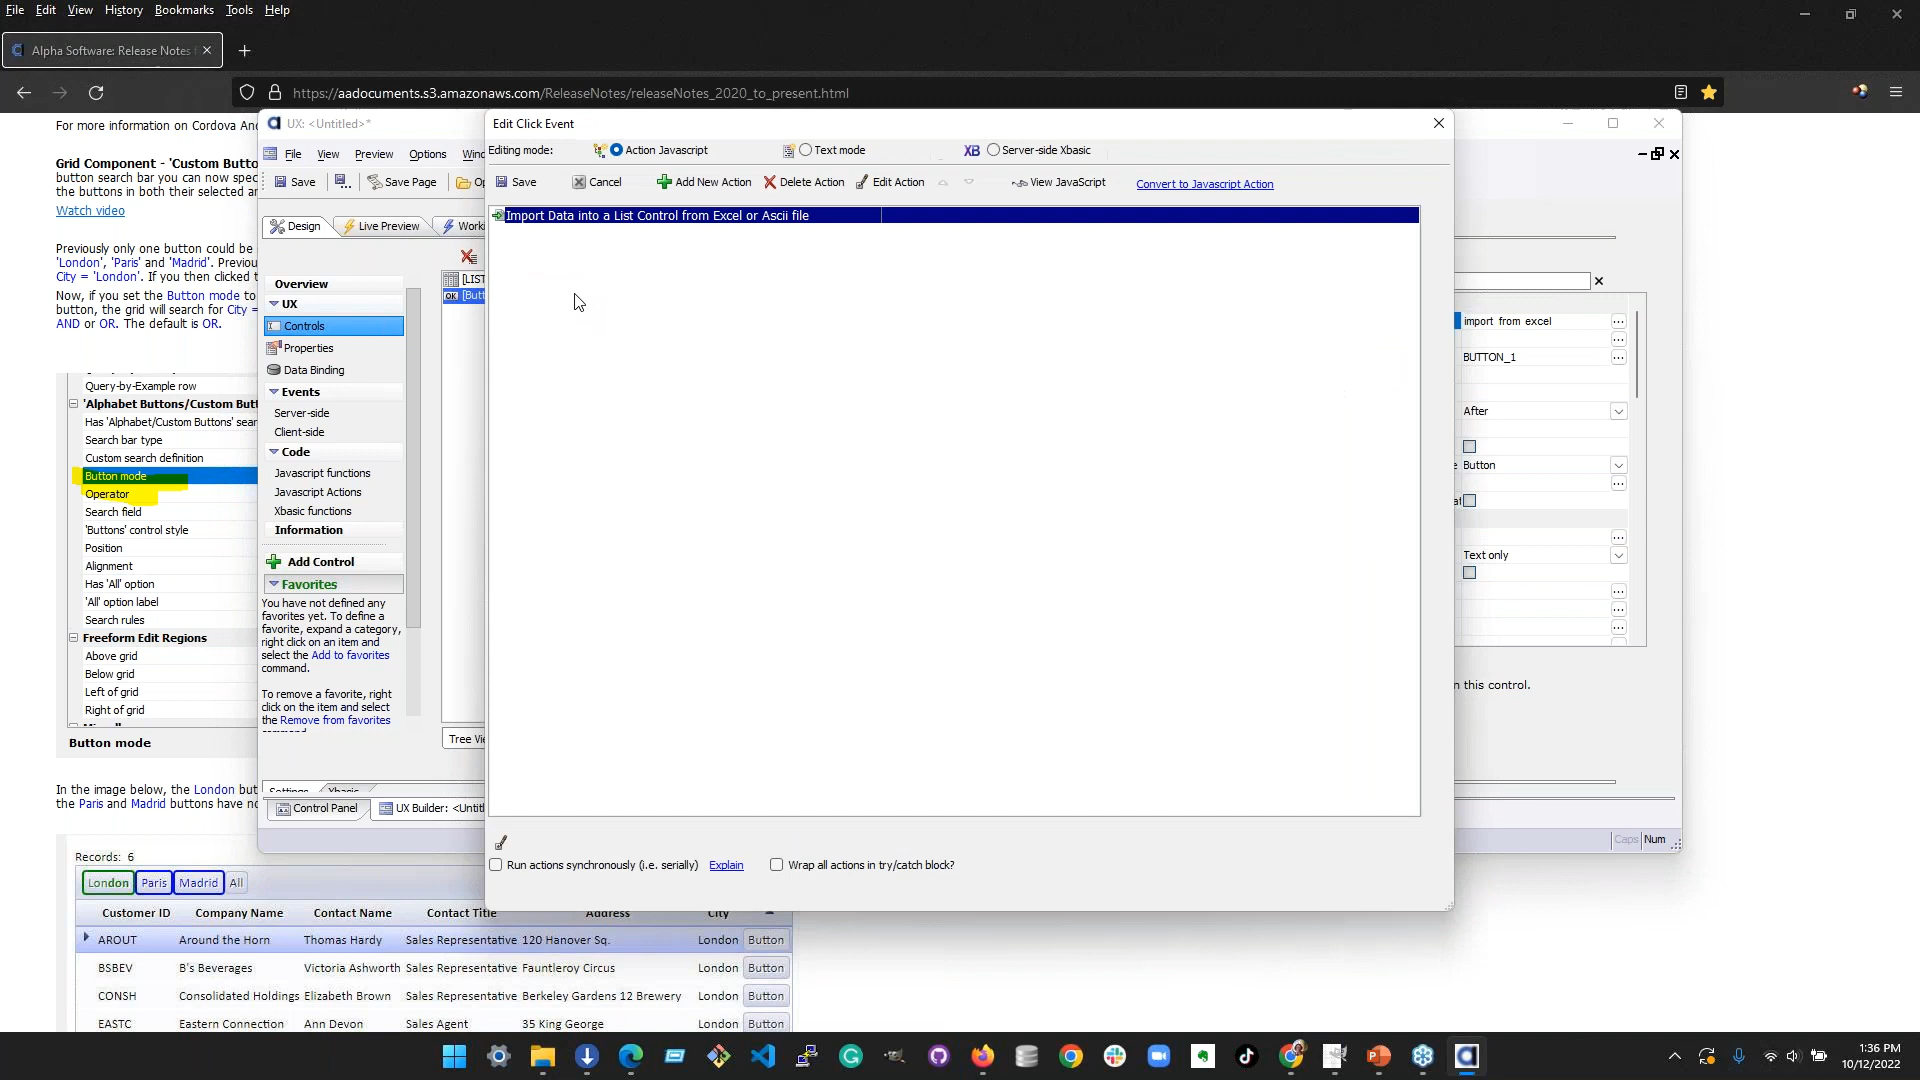 File Edit View History Bookmarks Tools Help
Alpha Software: Release Notes
https://aadocuments.s3.amazonaws.com/ReleaseNotes/releaseNotes_2020_to_present.html
For more information on Cordova
Grid Component - 'Custom Butto
button search bar you can now spec
the buttons in both their selected ar
Watch video
Previously only one button could be
'London', 'Paris' and 'Madrid'. Previou
City = 'London'. If you then clicked t
Now, if you set the Button mode to
button, the grid will search for City =
AND or OR. The default is OR.
Query-by-Example row
'Alphabet Buttons/Custom Butt
Has 'Alphabet/Custom Buttons' sear
Search bar type
Custom search definition
Button mode
Operator
Search field
'Buttons' control style
Position
Alignment
Has 'All' option
'All' option label
Search rules
Freeform Edit Regions
Above grid
Below grid
Left of grid
Right of grid
Button mode
In the image below, the London but
the Paris and Madrid buttons have no
Records: 6
London Paris Madrid All
Customer ID Company Name Contact Name Contact Title Address City
AROUT Around the Horn Thomas Hardy Sales Representative 120 Hanover Sq. London Button
BSBEV B's Beverages Victoria Ashworth Sales Representative Fauntleroy Circus London Button
CONSH Consolidated Holdings Elizabeth Brown Sales Representative Berkeley Gardens 12 Brewery London Button
EASTC Eastern Connection Ann Devon Sales Agent 35 King George London Button
UX: <Untitled>*
File View Preview Options Wind
Save Save Page Op
Design Live Preview Worki
Overview
UX
Controls
Properties
Data Binding
Events
Server-side
Client-side
Code
Javascript functions
Javascript Actions
Xbasic functions
Information
Add Control
Favorites
You have not defined any
favorites yet. To define a
favorite, expand a category,
right click on an item and
select the Add to favorites
command.
To remove a favorite, right
click on the item and select
the Remove from favorites
[LIST
OK [Butt
Tree Vie
Settings Xbasic
Control Panel UX Builder: <Untitl
Edit Click Event
Editing mode: Action Javascript Text mode XB Server-side Xbasic
Save Cancel Add New Action Delete Action Edit Action View JavaScript Convert to Javascript Action
Import Data into a List Control from Excel or Ascii file
Run actions synchronously (i.e. serially) Explain Wrap all actions in try/catch block?
import from excel
BUTTON_1
After
Button
Text only
n this control.
Caps Num
1:36 PM
10/12/2022